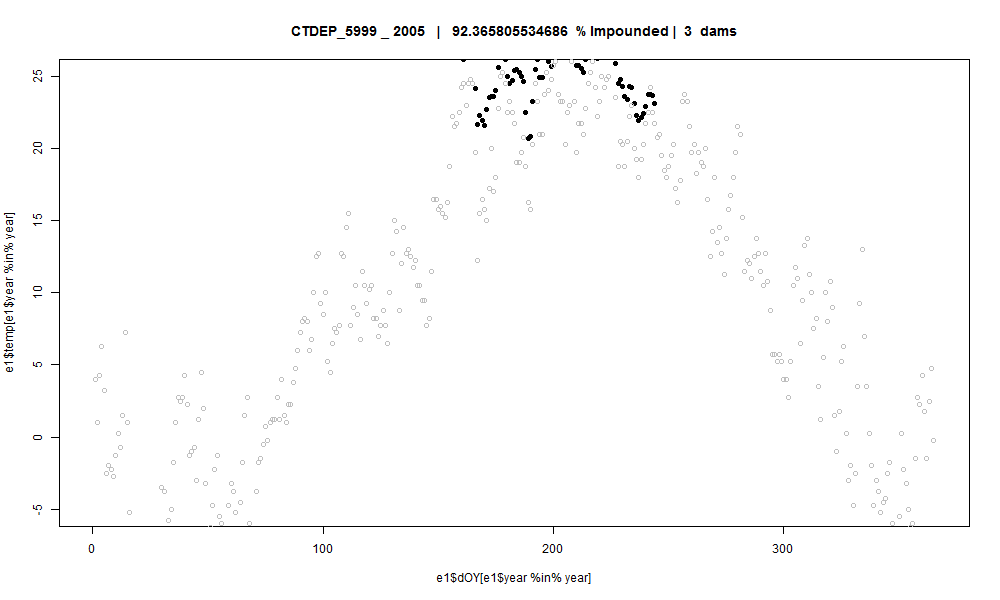 CTDEP_5999 _ 2005 | 92.365805534686 % Impounded | 3 dams
e1$temp[e1$year %in% year]
25
20
15
10
5
0
-5
0 100 200 300
e1$dOY[e1$year %in% year]